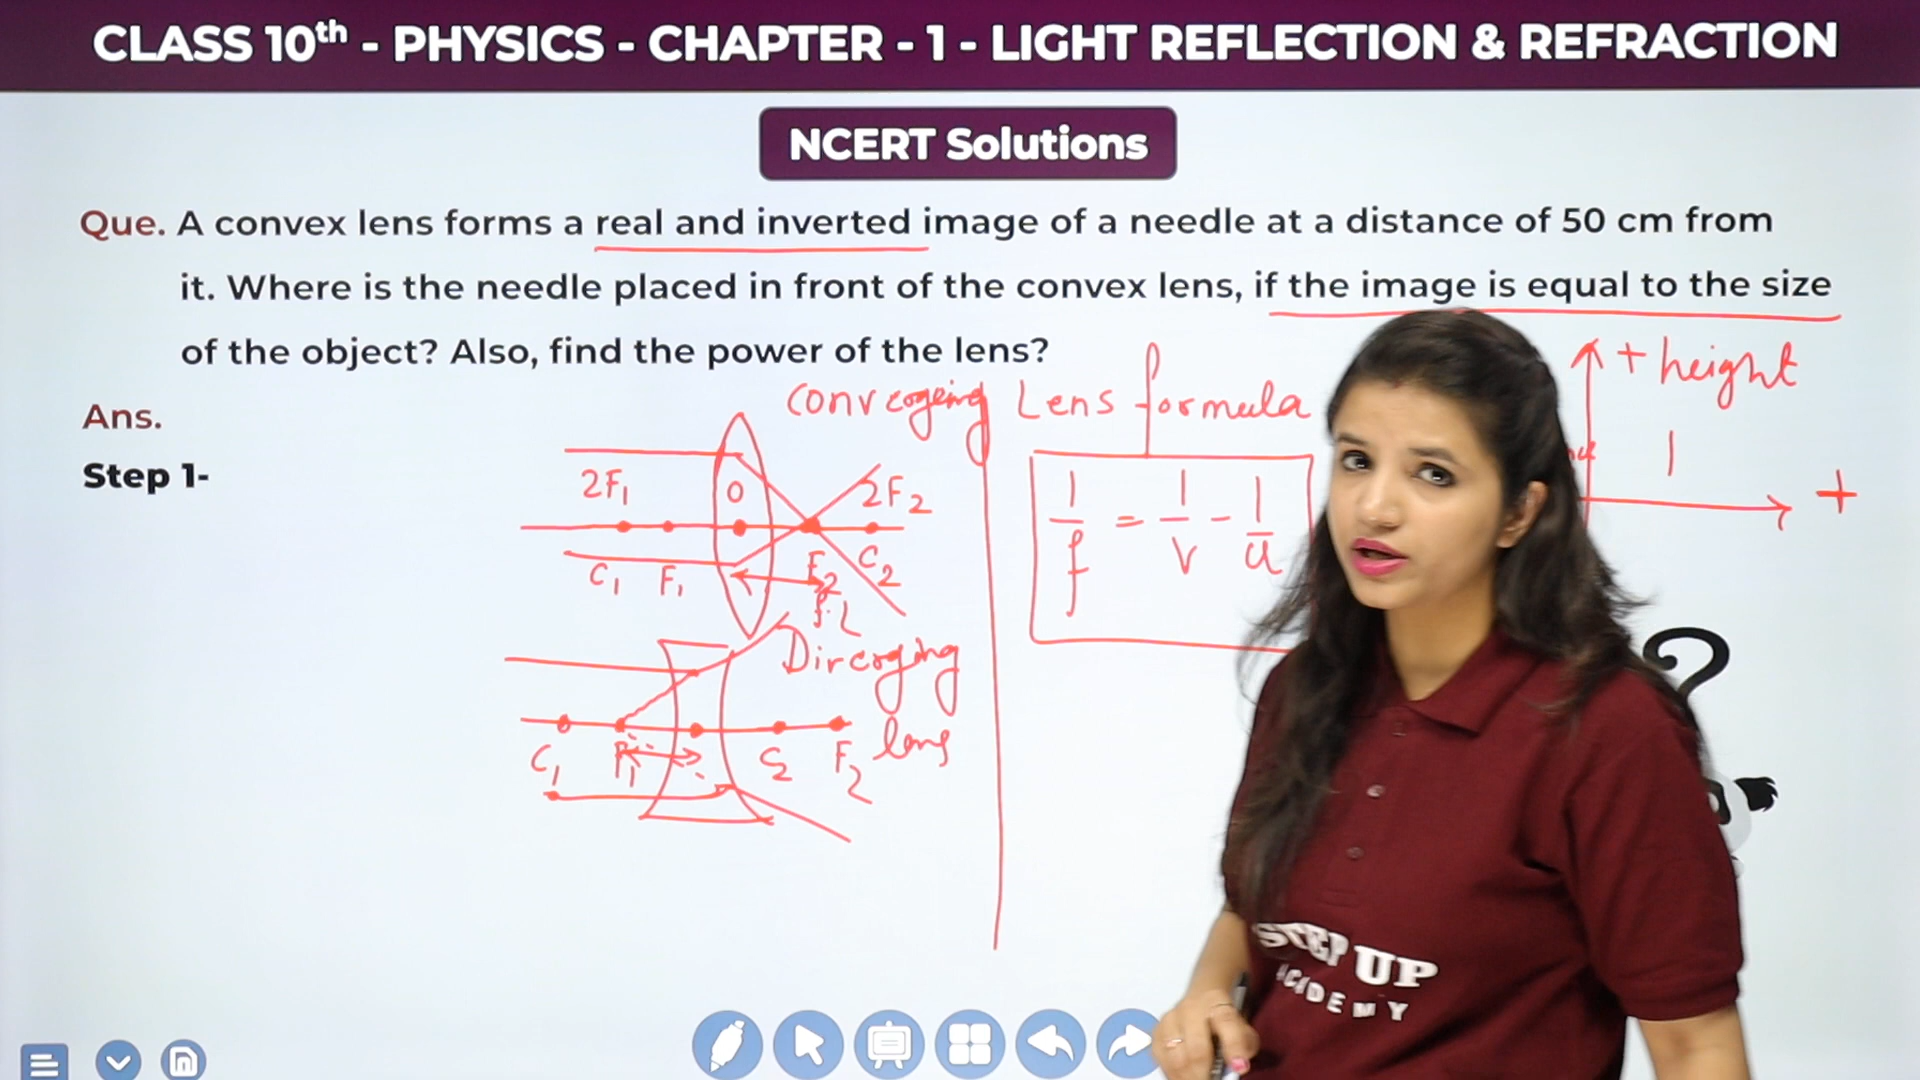 CLASS 10th - PHYSICS - CHAPTER - 1 - LIGHT REFLECTION & REFRACTION
NCERT Solutions
Que. A convex lens forms a real and inverted image of a needle at a distance of 50 cm from
it. Where is the needle placed in front of the convex lens, if the image is equal to the size
of the object? Also, find the power of the lens?
Ans.
Step 1-
Lens formula
+ height
2F1
O
2F2
C1
F1
F2
C2
1/f = 1/v - 1/u
+
lens
C1
F1
C2
F2
STEP UP
ACADEMY
?